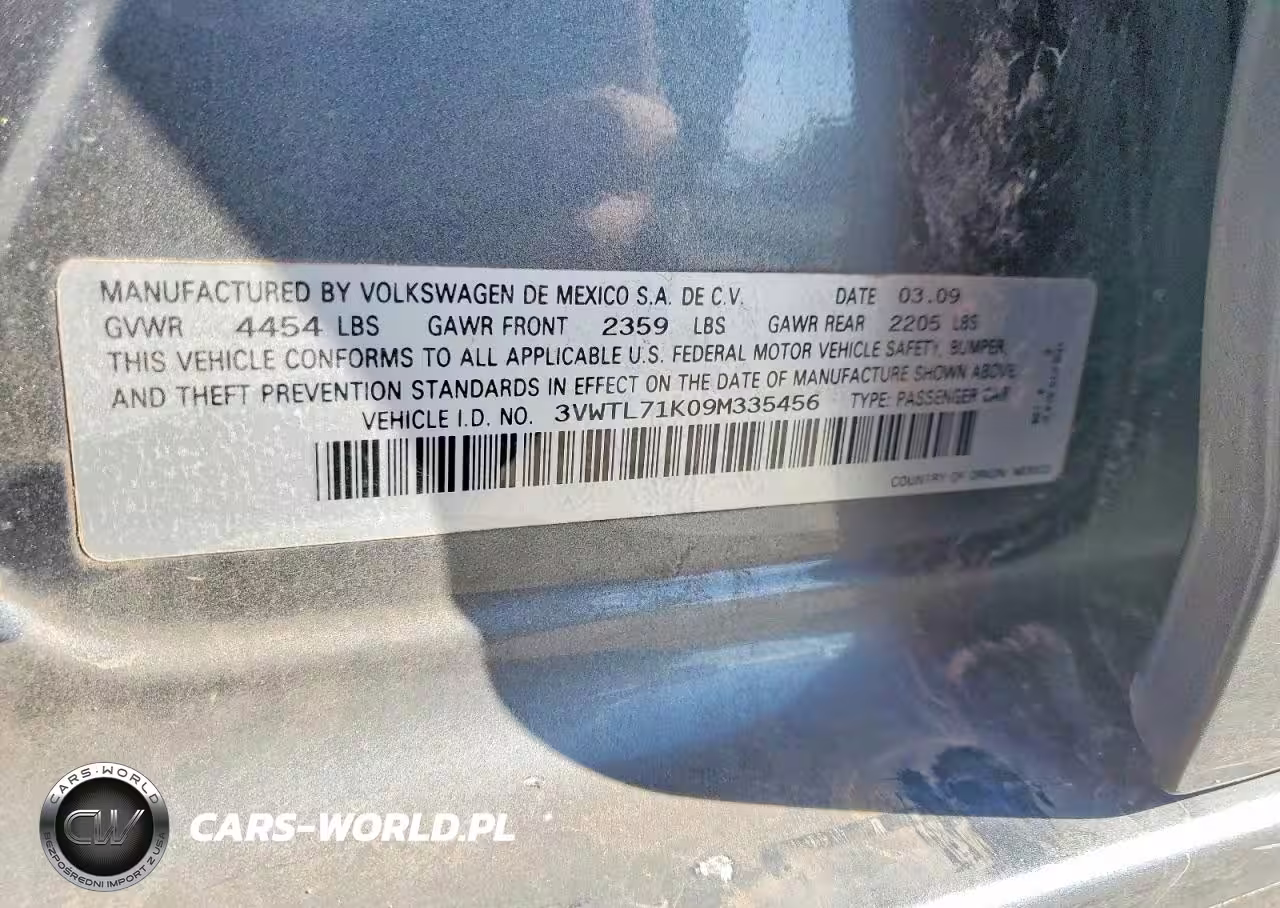 MANUFACTURED BY VOLKSWAGEN DE MEXICO S.A. DE C.V. DATE 03.09
GVWR 4454 LBS GAWR FRONT 2359 LBS GAWR REAR 2205 LBS
THIS VEHICLE CONFORMS TO ALL APPLICABLE U.S. FEDERAL MOTOR VEHICLE SAFETY, BUMPER,
AND THEFT PREVENTION STANDARDS IN EFFECT ON THE DATE OF MANUFACTURE SHOWN ABOVE
VEHICLE I.D. NO. 3VWTL71K09M335456 TYPE: PASSENGER CAR
COUNTRY OF ORIGIN: MEXICO
CARS-WORLD
CW
BEZPOŚREDNI IMPORT Z USA
CARS-WORLD.PL